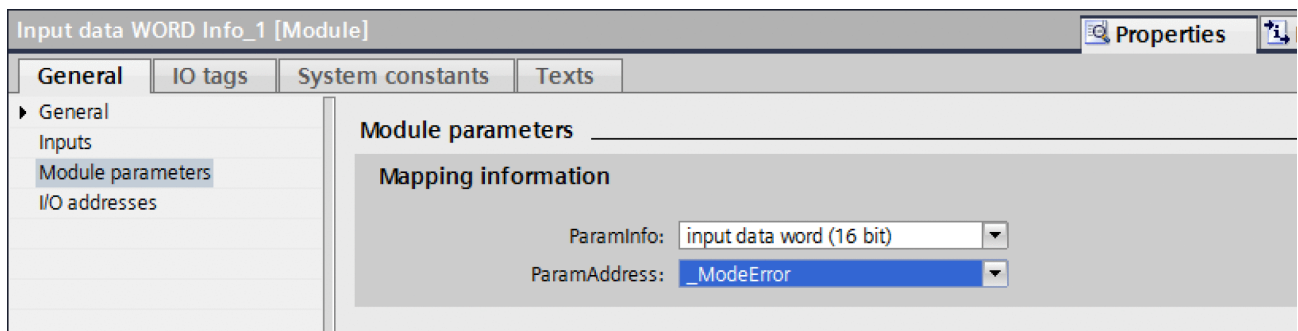 Input data WORD Info_1 [Module]
Properties
General IO tags System constants Texts
General
Inputs
Module parameters
I/O addresses
Module parameters
Mapping information
ParamInfo: input data word (16 bit)
ParamAddress: _ModeError